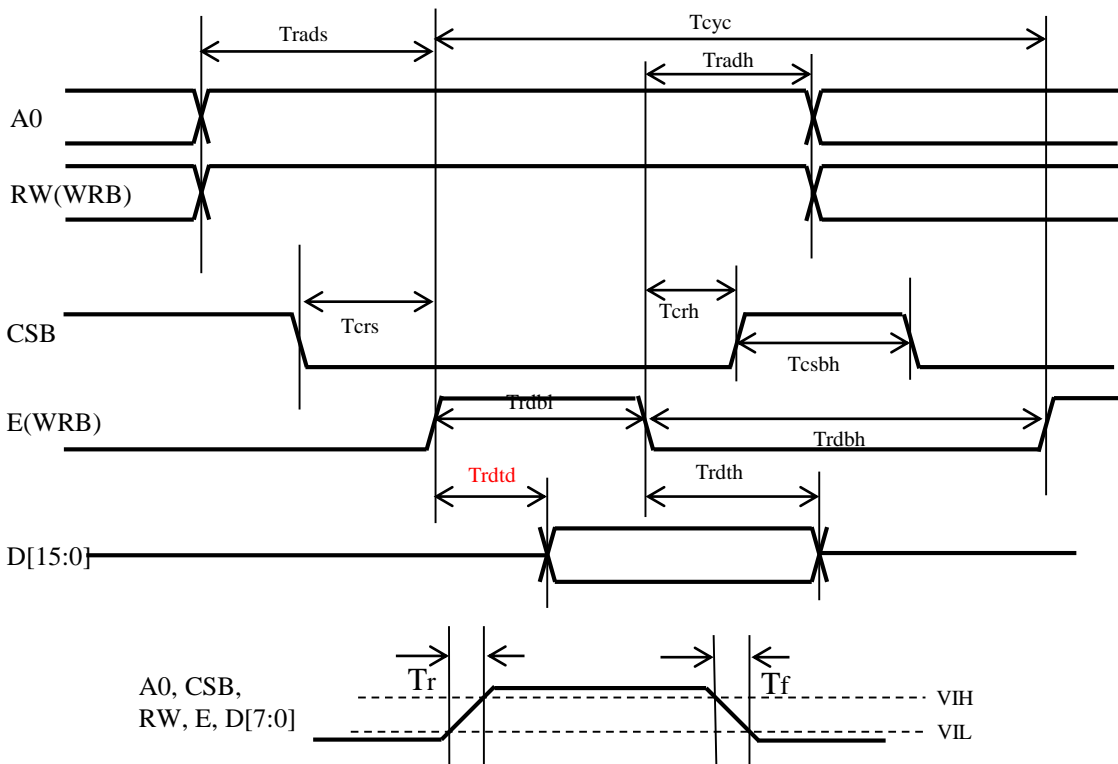 Trads
Tcyc
Tradh
A0
RW(WRB)
Tcrs
Tcrh
CSB
Tcsbh
Trdbl
E(WRB)
Trdbh
Trdtd
Trdth
D[15:0]
Tr
Tf
A0, CSB,
RW, E, D[7:0]
VIH
VIL